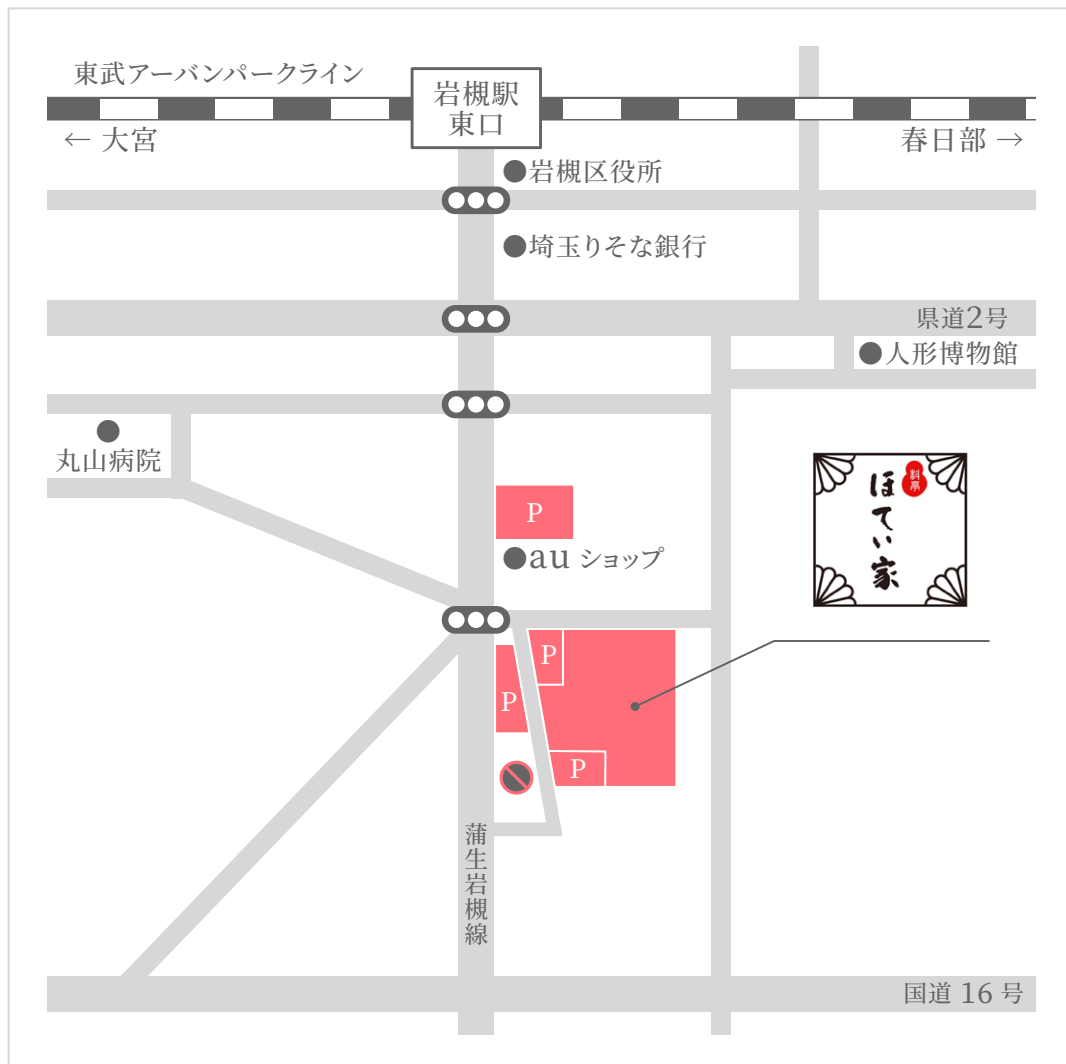 東武アーバンパークライン
岩槻駅
東口
← 大宮
春日部 →
岩槻区役所
埼玉りそな銀行
県道2号
人形博物館
丸山病院
料亭
ほてい家
P
au ショップ
P
P
P
蒲生岩槻線
国道 16 号